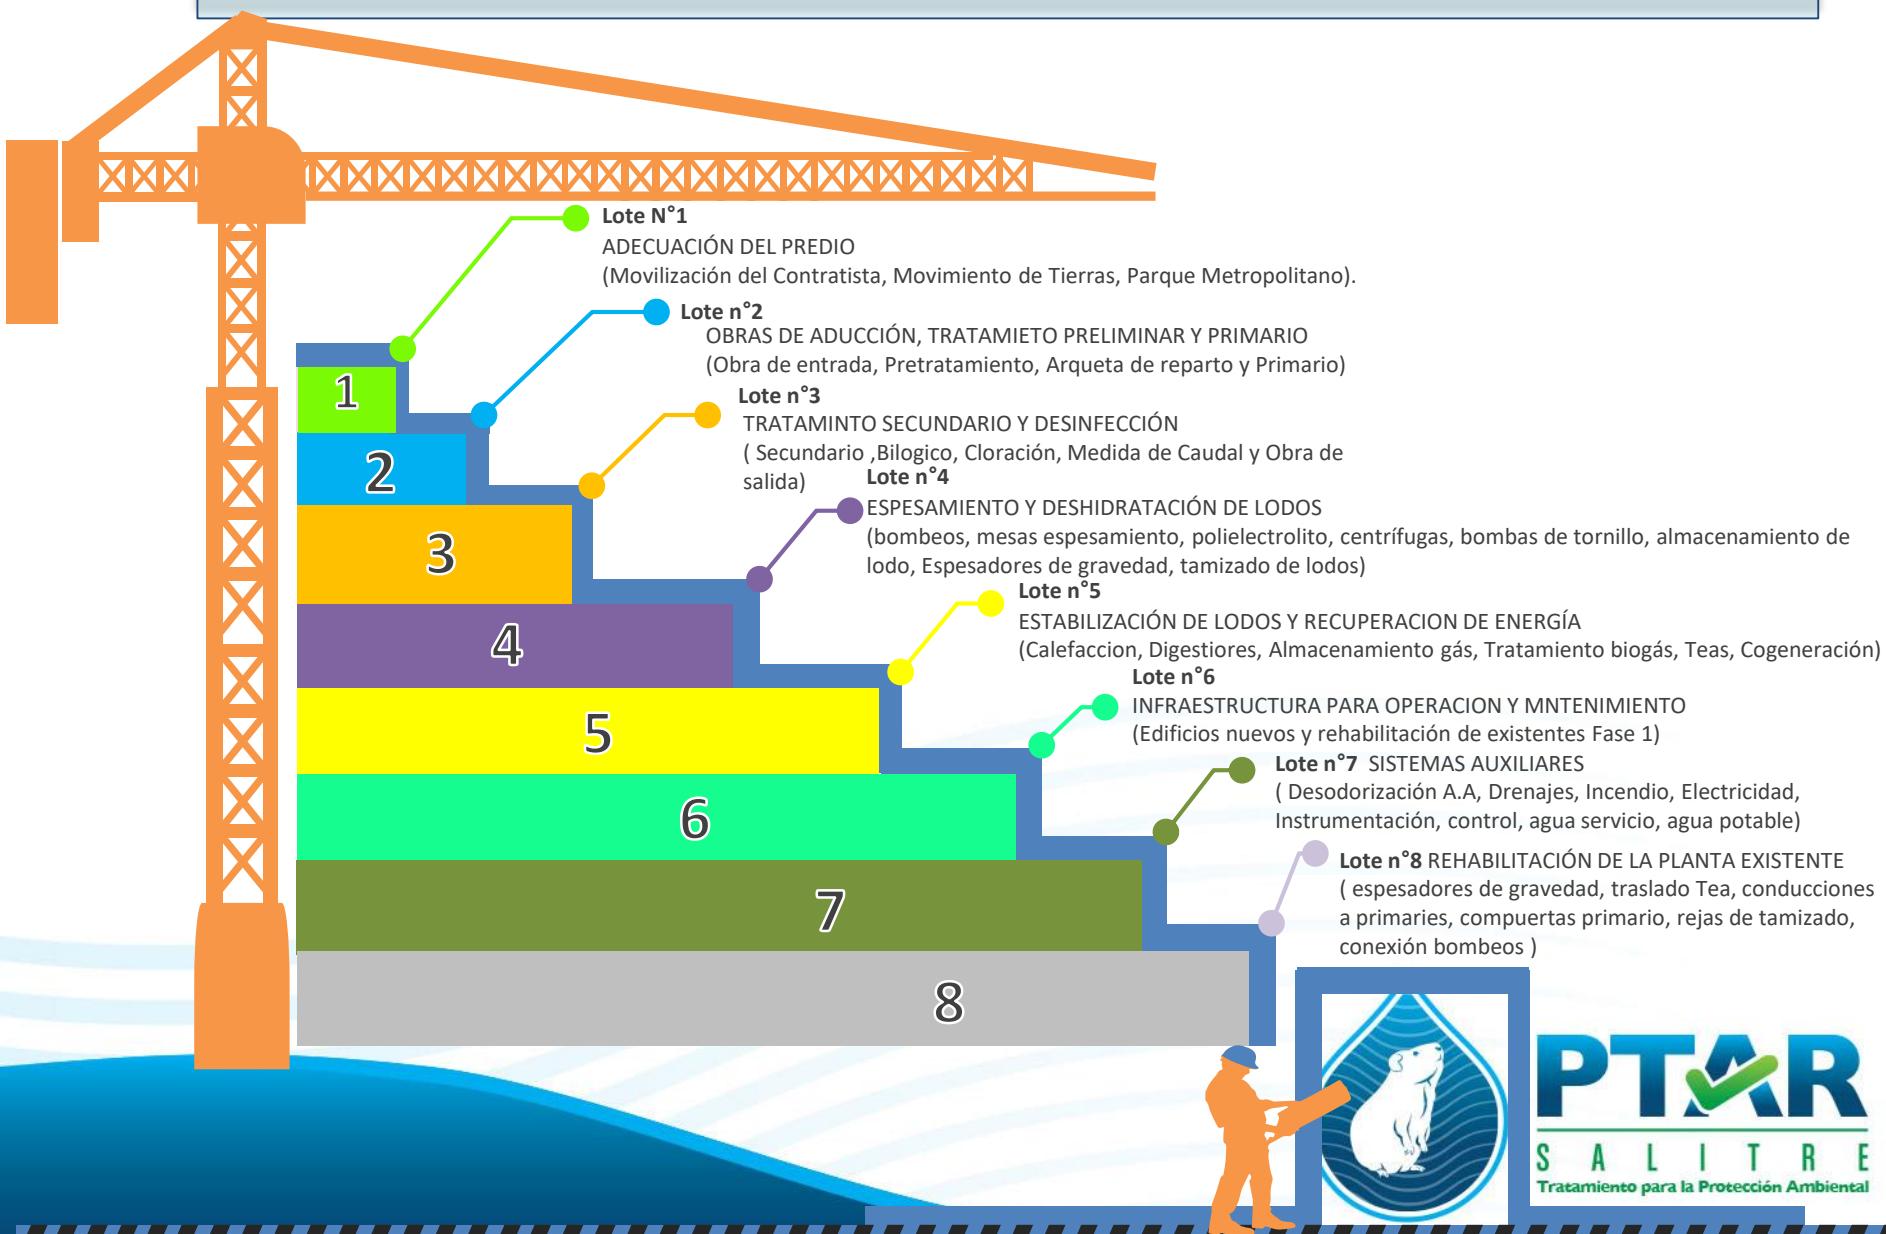 Lote N°1
ADECUACIÓN DEL PREDIO
(Movilización del Contratista, Movimiento de Tierras, Parque Metropolitano).
Lote n°2
OBRAS DE ADUCCIÓN, TRATAMIETO PRELIMINAR Y PRIMARIO
(Obra de entrada, Pretratamiento, Arqueta de reparto y Primario)
Lote n°3
TRATAMINTO SECUNDARIO Y DESINFECCIÓN
( Secundario ,Bilogico, Cloración, Medida de Caudal y Obra de
salida)
Lote n°4
ESPESAMIENTO Y DESHIDRATACIÓN DE LODOS
(bombeos, mesas espesamiento, polielectrolito, centrífugas, bombas de tornillo, almacenamiento de
lodo, Espesadores de gravedad, tamizado de lodos)
Lote n°5
ESTABILIZACIÓN DE LODOS Y RECUPERACION DE ENERGÍA
(Calefaccion, Digestiores, Almacenamiento gás, Tratamiento biogás, Teas, Cogeneración)
Lote n°6
INFRAESTRUCTURA PARA OPERACION Y MNTENIMIENTO
(Edificios nuevos y rehabilitación de existentes Fase 1)
Lote n°7 SISTEMAS AUXILIARES
( Desodorización A.A, Drenajes, Incendio, Electricidad,
Instrumentación, control, agua servicio, agua potable)
Lote n°8 REHABILITACIÓN DE LA PLANTA EXISTENTE
( espesadores de gravedad, traslado Tea, conducciones
a primaries, compuertas primario, rejas de tamizado,
conexión bombeos )
1
2
3
4
5
6
7
8
PTAR
SALITRE
Tratamiento para la Protección Ambiental